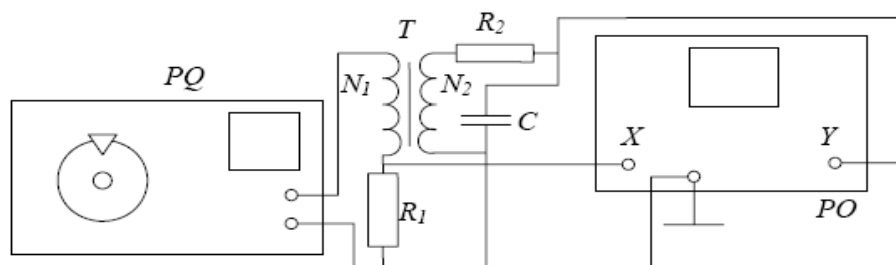 T
R₂
PQ
N₁
N₂
C
X
Y
R₁
PO